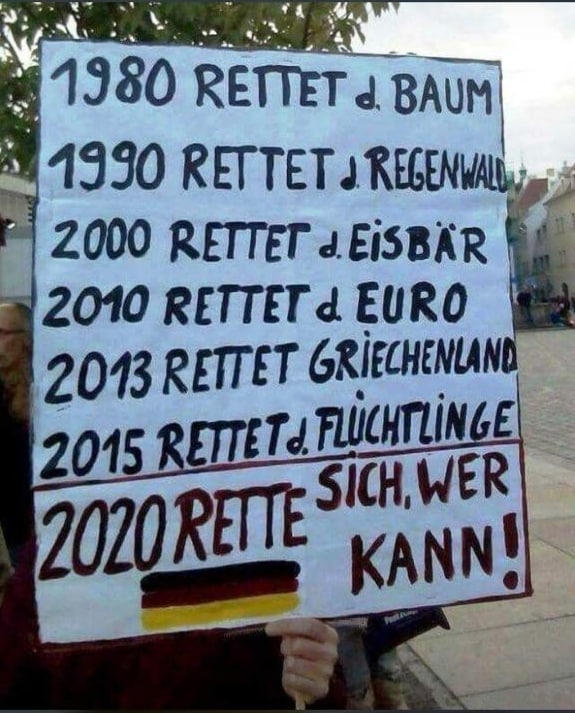 1980 RETTET d. BAUM
1990 RETTET d REGENWALD
2000 RETTET d. EiSBÄR
2010 RETTET d EURO
2013 RETTET GRiECHENLAND
2015 RETTET d. FLÜCHTLiNGE
2020 RETTE SiCH, WER
KANN!